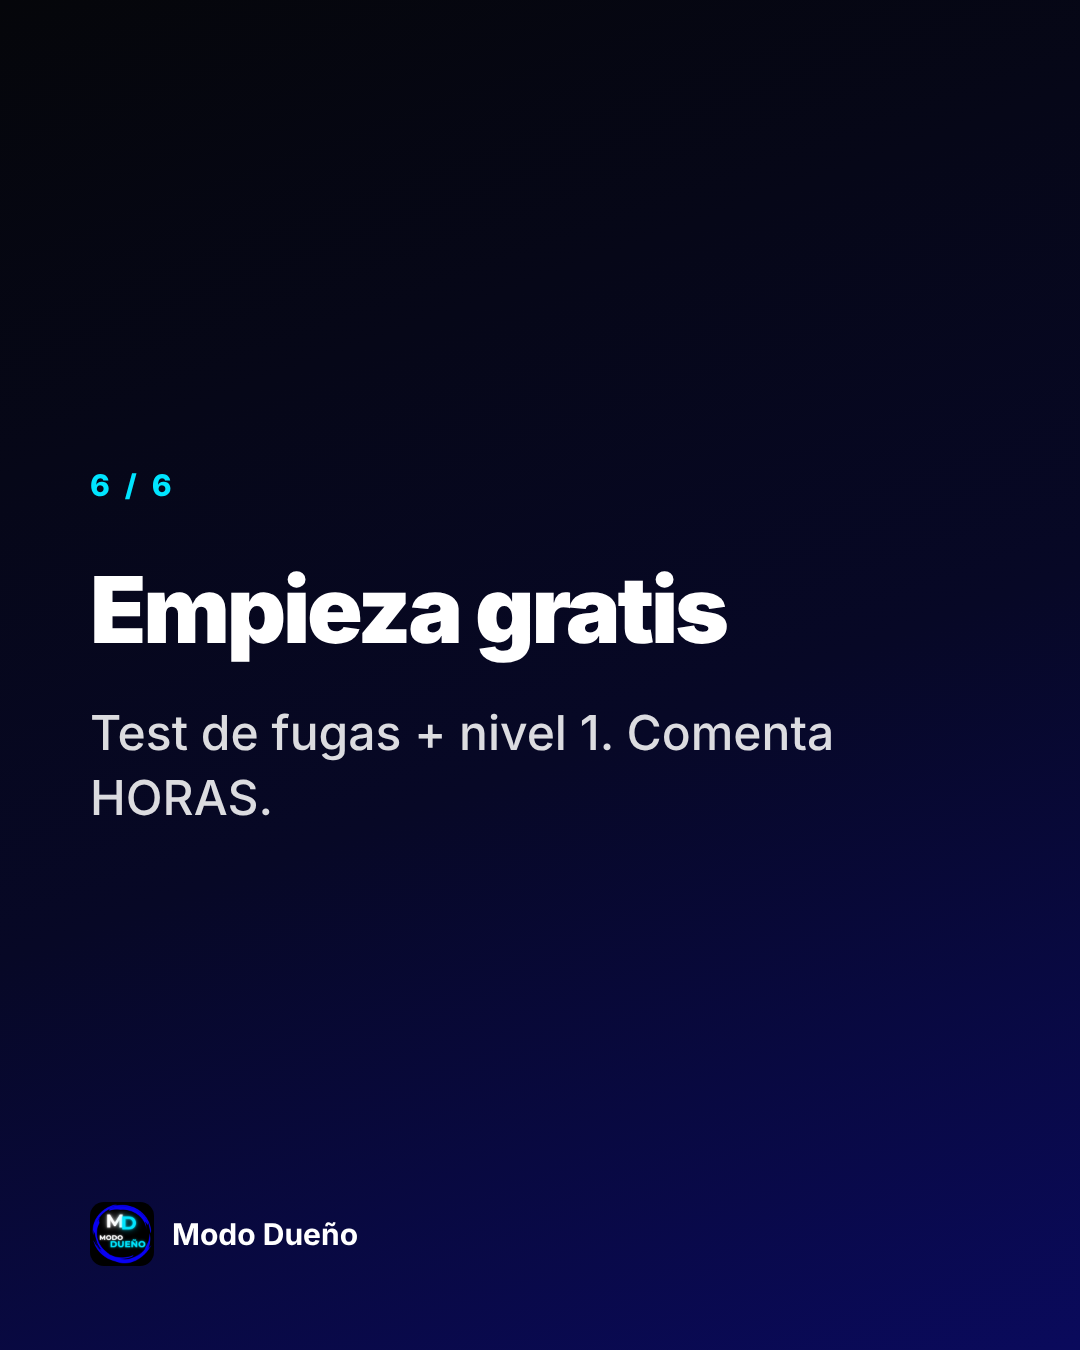 6 / 6
Empieza gratis
Test de fugas + nivel 1. Comenta
HORAS.
MD
MODO
DUEÑO
Modo Dueño